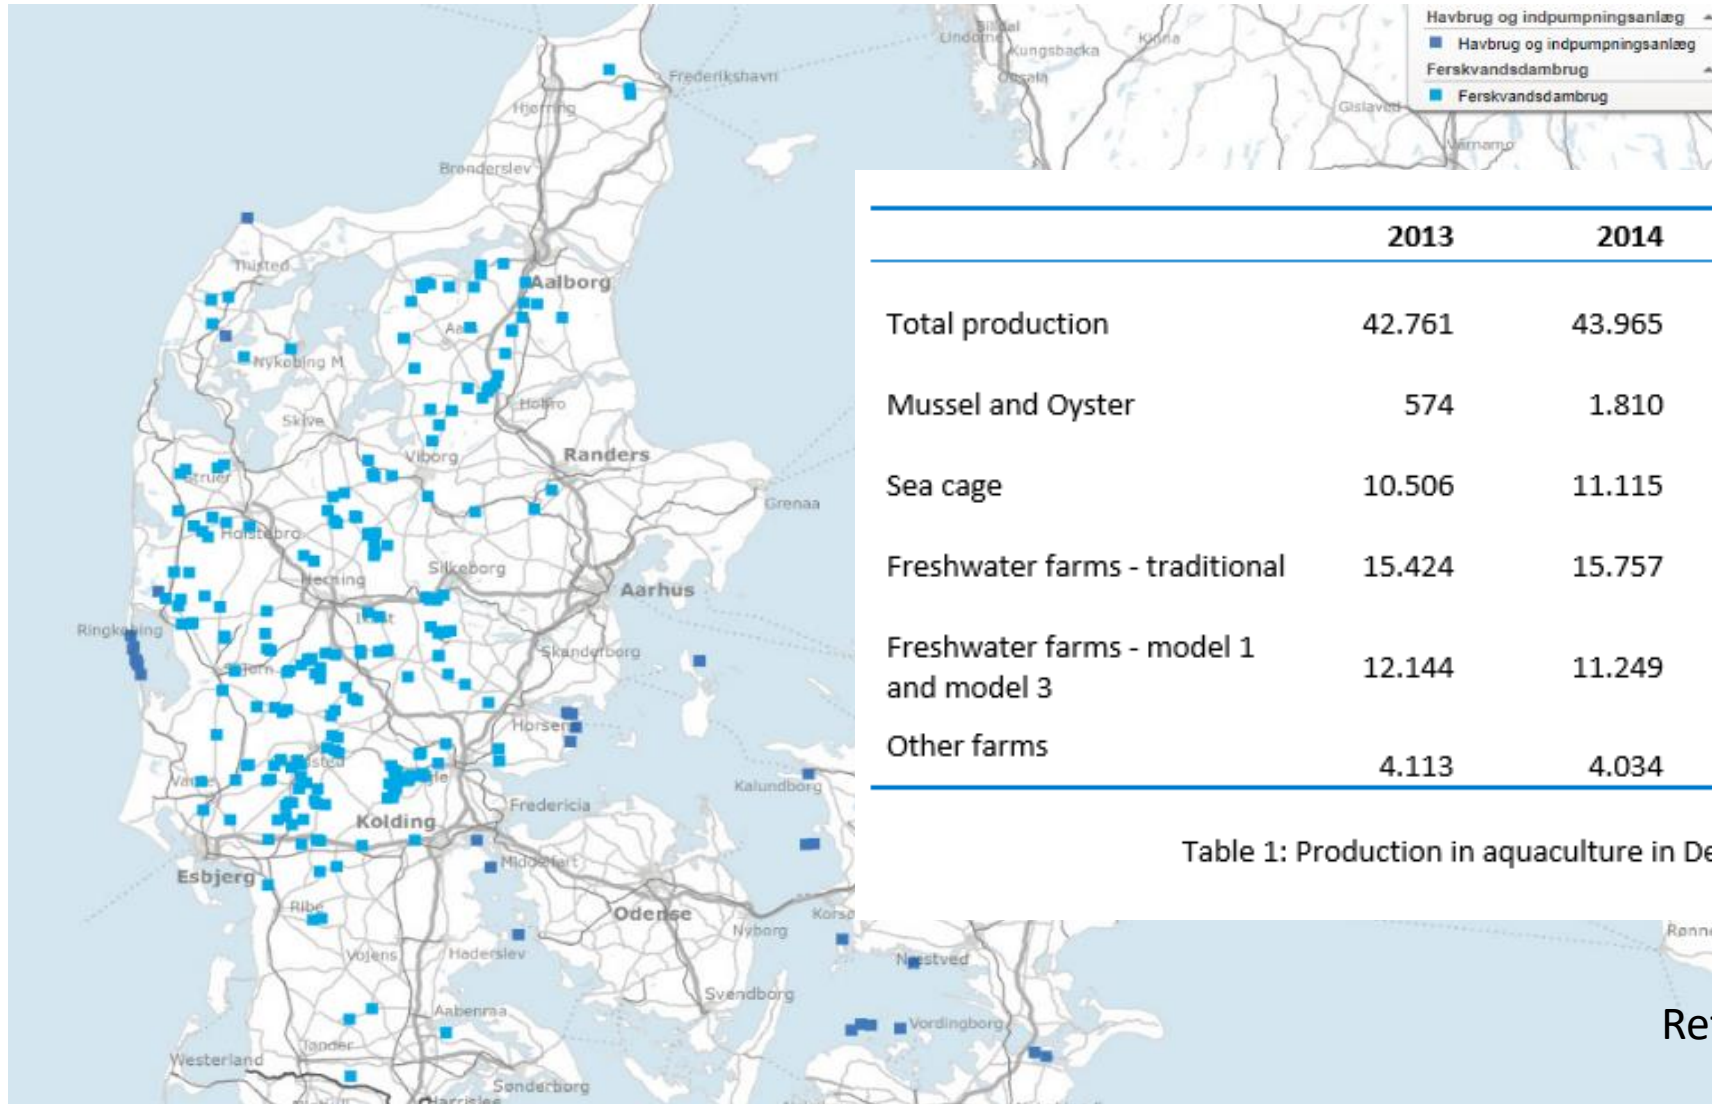 Havbrug og indpumpningsanlæg
Havbrug og indpumpningsanlæg
Ferskvandsdambrug
Ferskvandsdambrug
Kungsbacka
Kinna
Gislaved
Värnamo
Frederikshavn
Hjørring
Brønderslev
Thisted
Aalborg
Nykøbing M
Hobro
Skive
Viborg
Randers
Struer
Grenaa
Holstebro
Herning
Silkeborg
Aarhus
Ringkøbing
Skanderborg
Horsens
Kalundborg
Fredericia
Kolding
Middelfart
Esbjerg
Ribe
Odense
Nyborg
Vojens
Haderslev
Næstved
Svendborg
Aabenraa
Vordingborg
Tønder
Westerland
Sønderborg
Harrislee
2013 2014
Total production 42.761 43.965
Mussel and Oyster 574 1.810
Sea cage 10.506 11.115
Freshwater farms - traditional 15.424 15.757
Freshwater farms - model 1
and model 3 12.144 11.249
Other farms
4.113 4.034
Table 1: Production in aquaculture in De
Ret